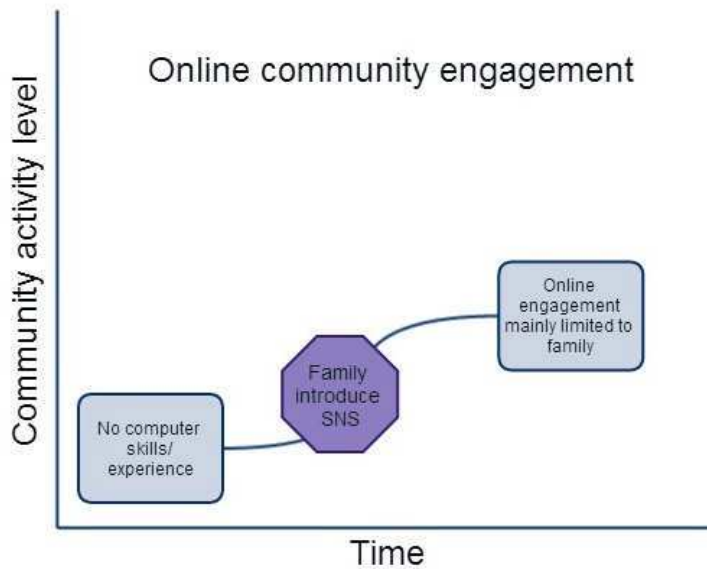 Online community engagement
Community activity level
Online
engagement
mainly limited to
family
Family
introduce
SNS
No computer
skills/
experience
Time